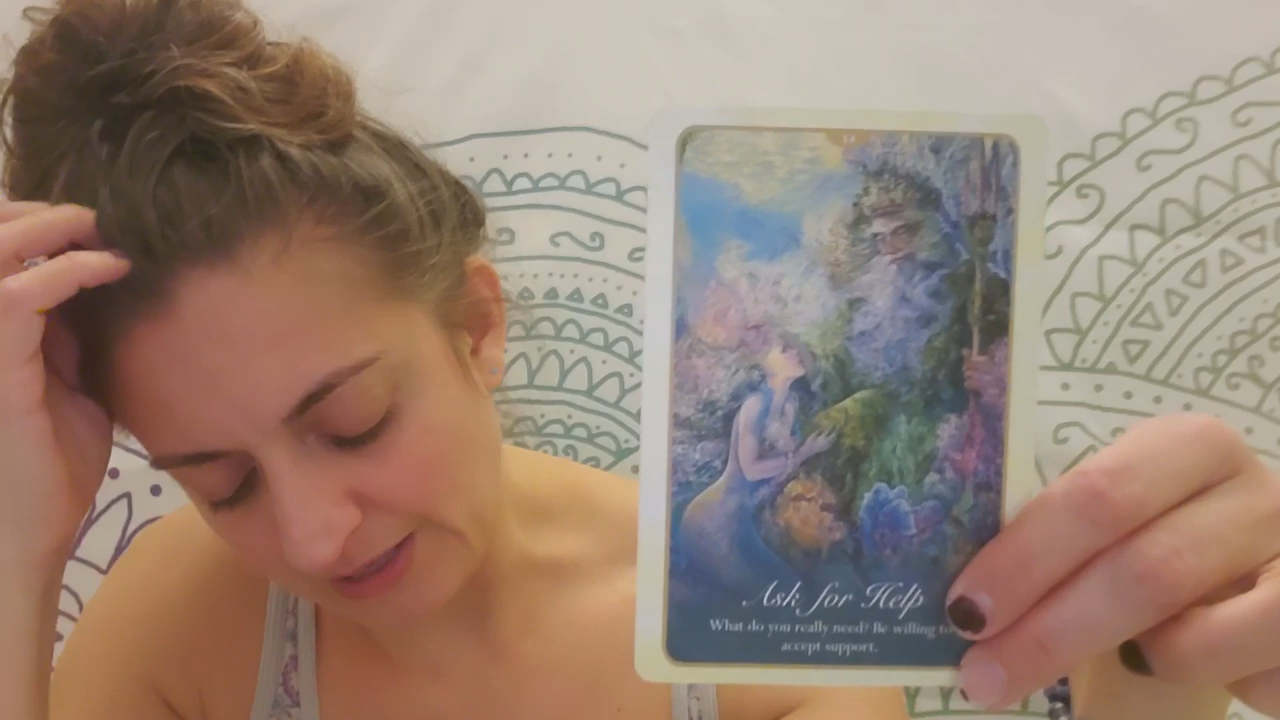 Ask for Help
What do you really need? Be willing to
accept support.